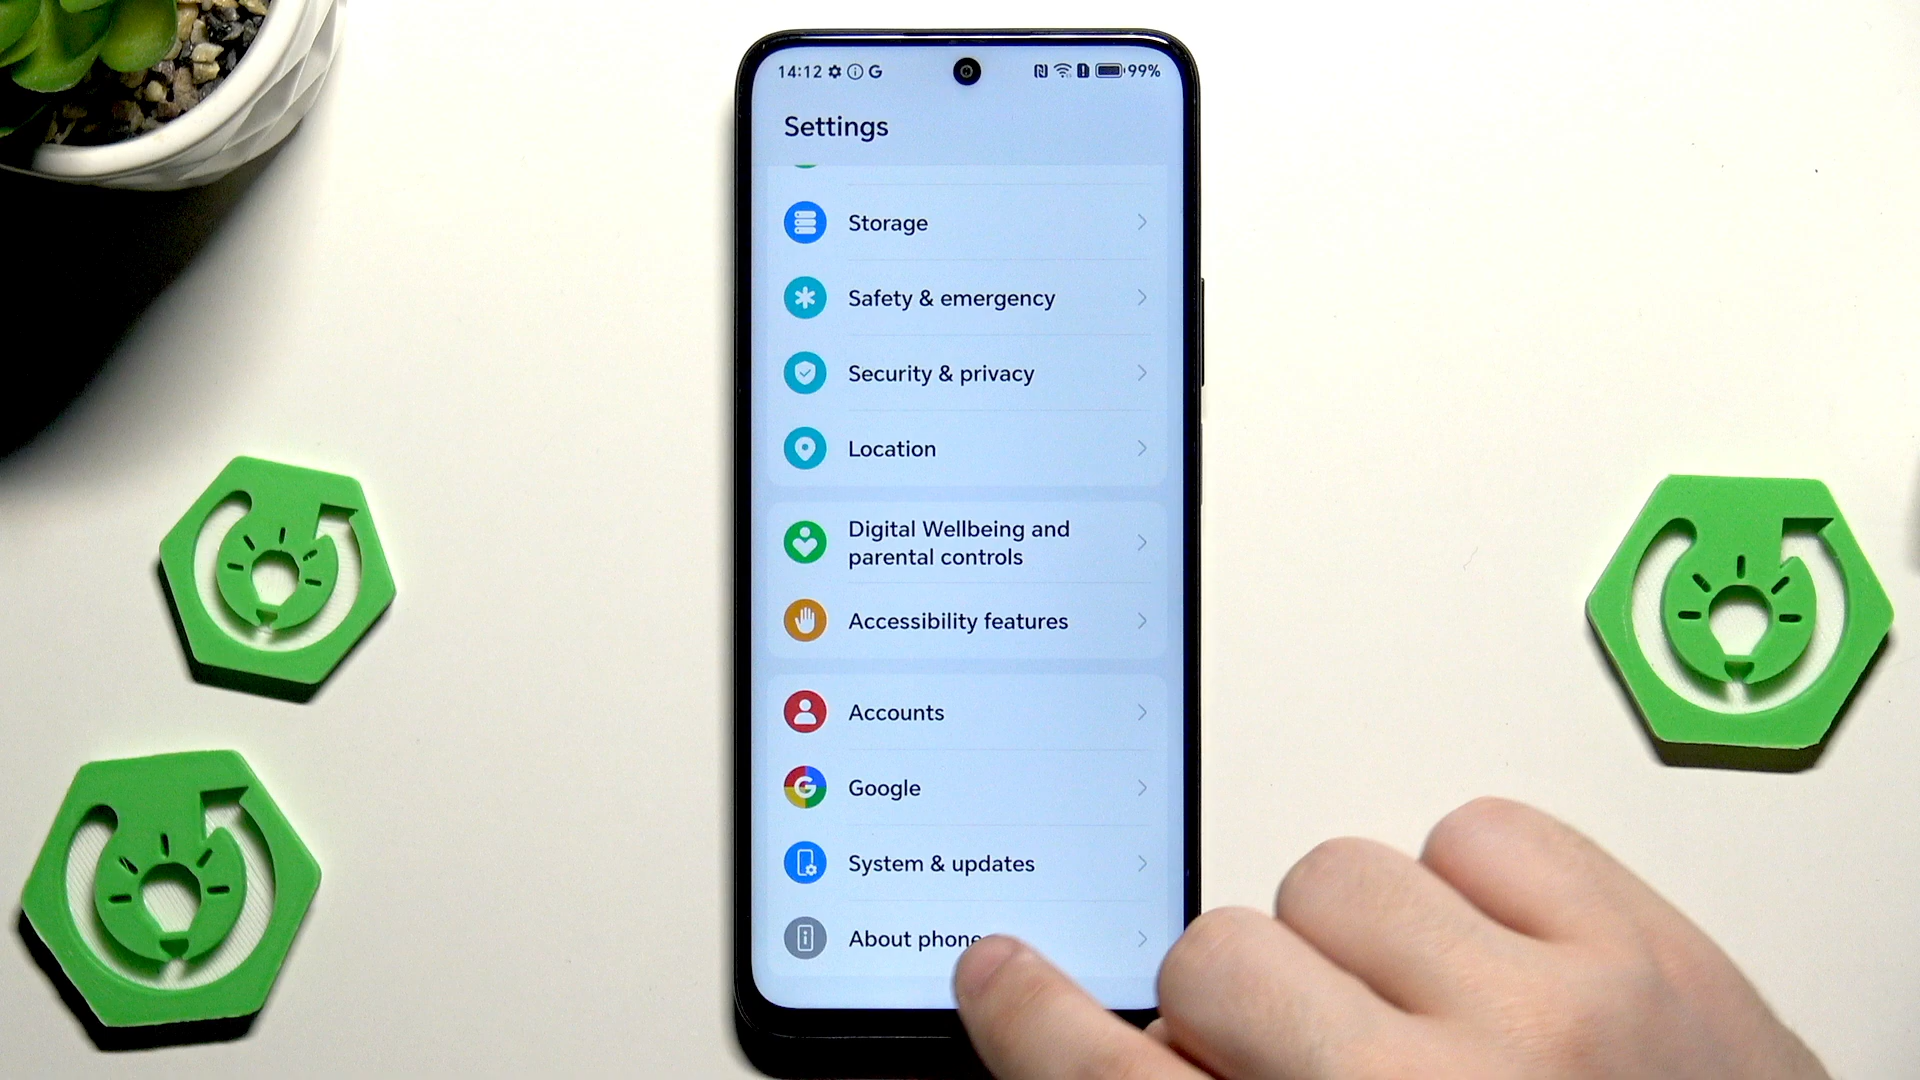 14:12 G 99%
Settings
Storage
Safety & emergency
Security & privacy
Location
Digital Wellbeing and
parental controls
Accessibility features
Accounts
Google
System & updates
About phone